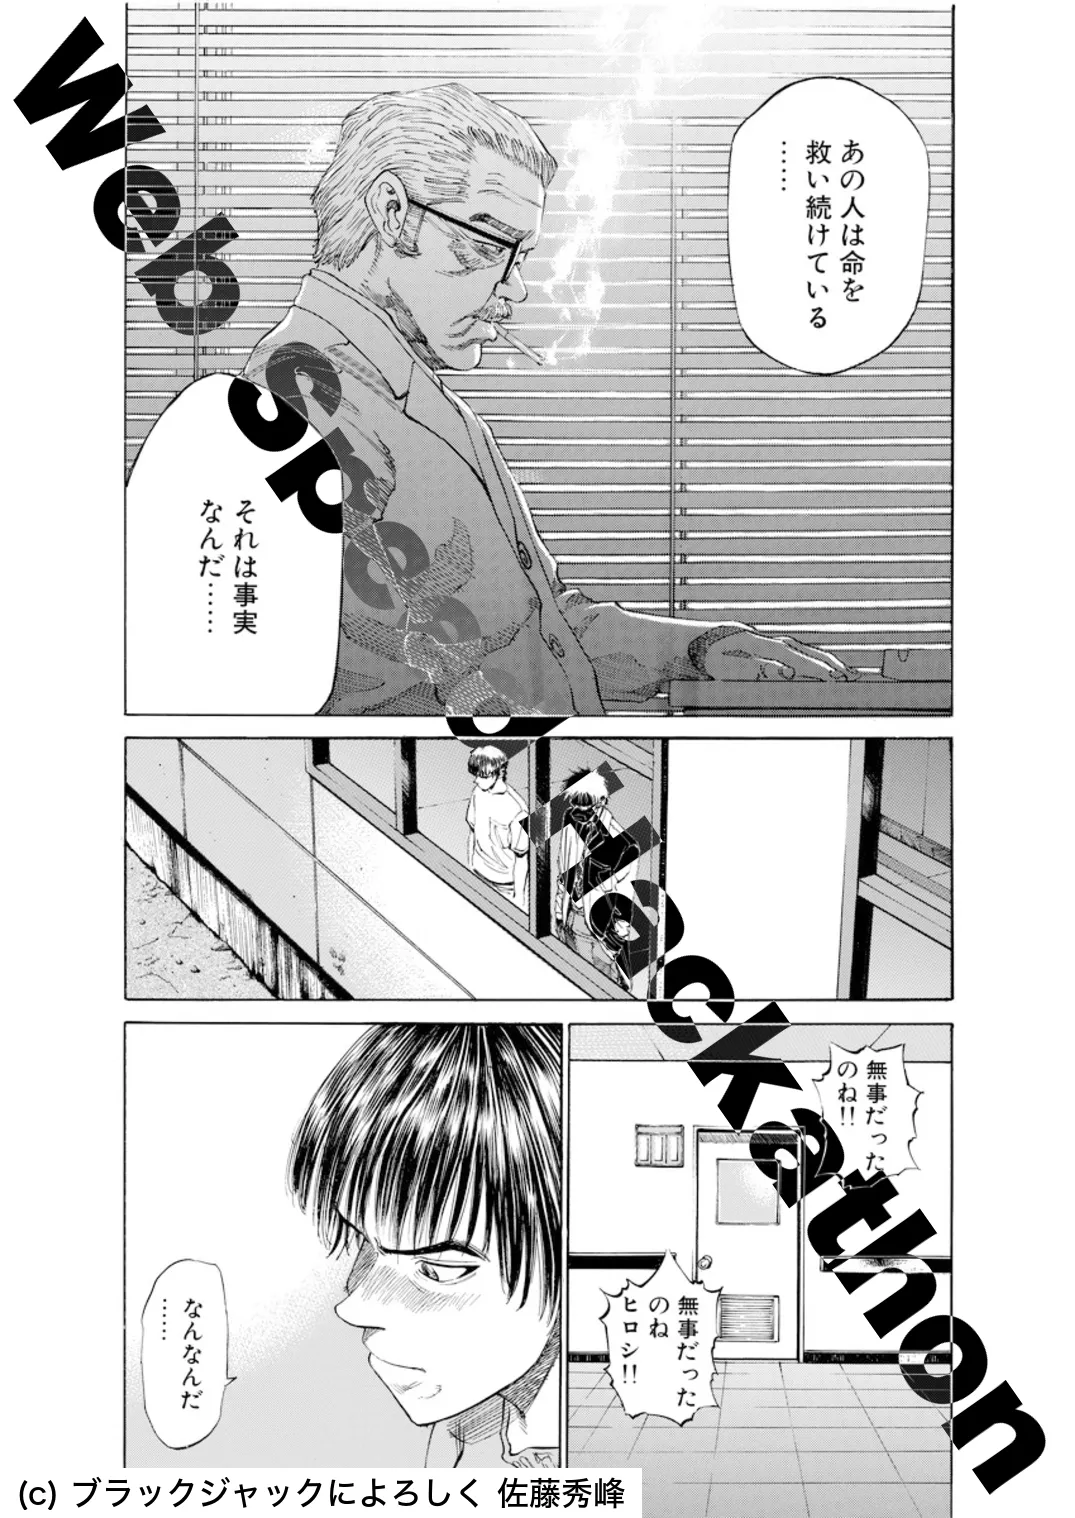 あの人は命を
救い続けている
……
それは事実
なんだ……
無事だった
のね!!
無事だった
のね
ヒロシ!!
なんなんだ
……
Web Speed Hackathon
(c) ブラックジャックによろしく 佐藤秀峰